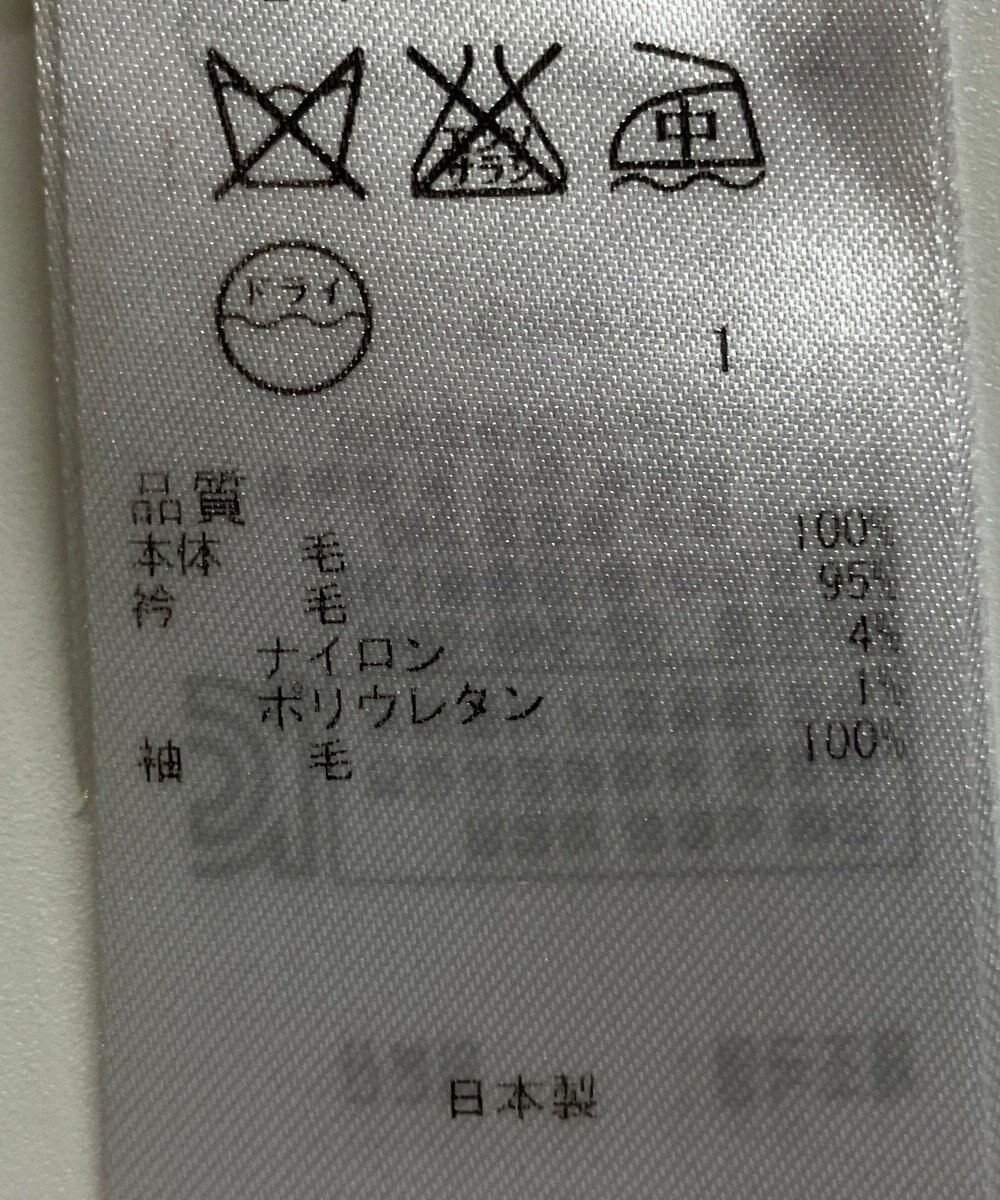 中
ドライ
1
品質
本体 毛 100%
衿 毛 95%
ナイロン 4%
ポリウレタン 1%
袖 毛 100%
日本製